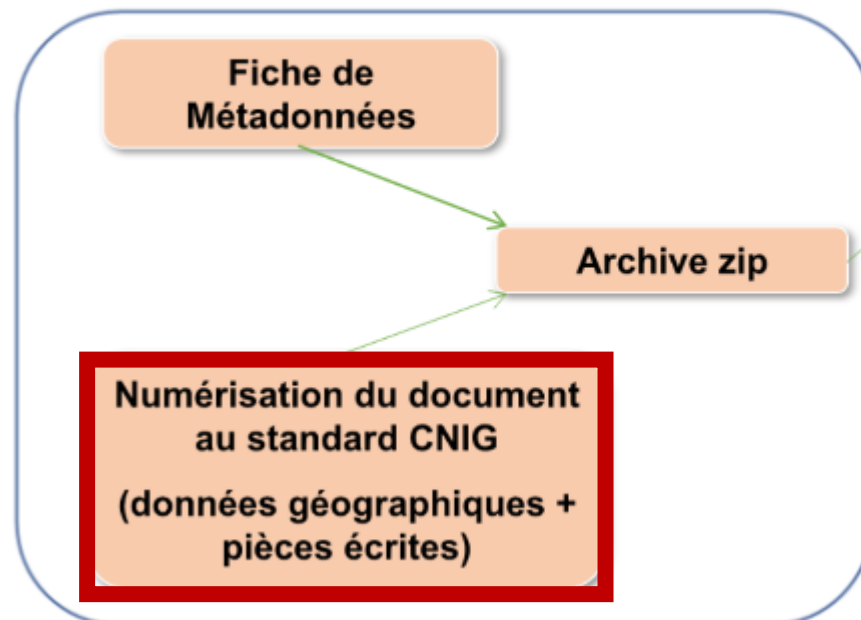 Fiche de
Métadonnées
Archive zip
Numérisation du document
au standard CNIG
(données géographiques +
pièces écrites)